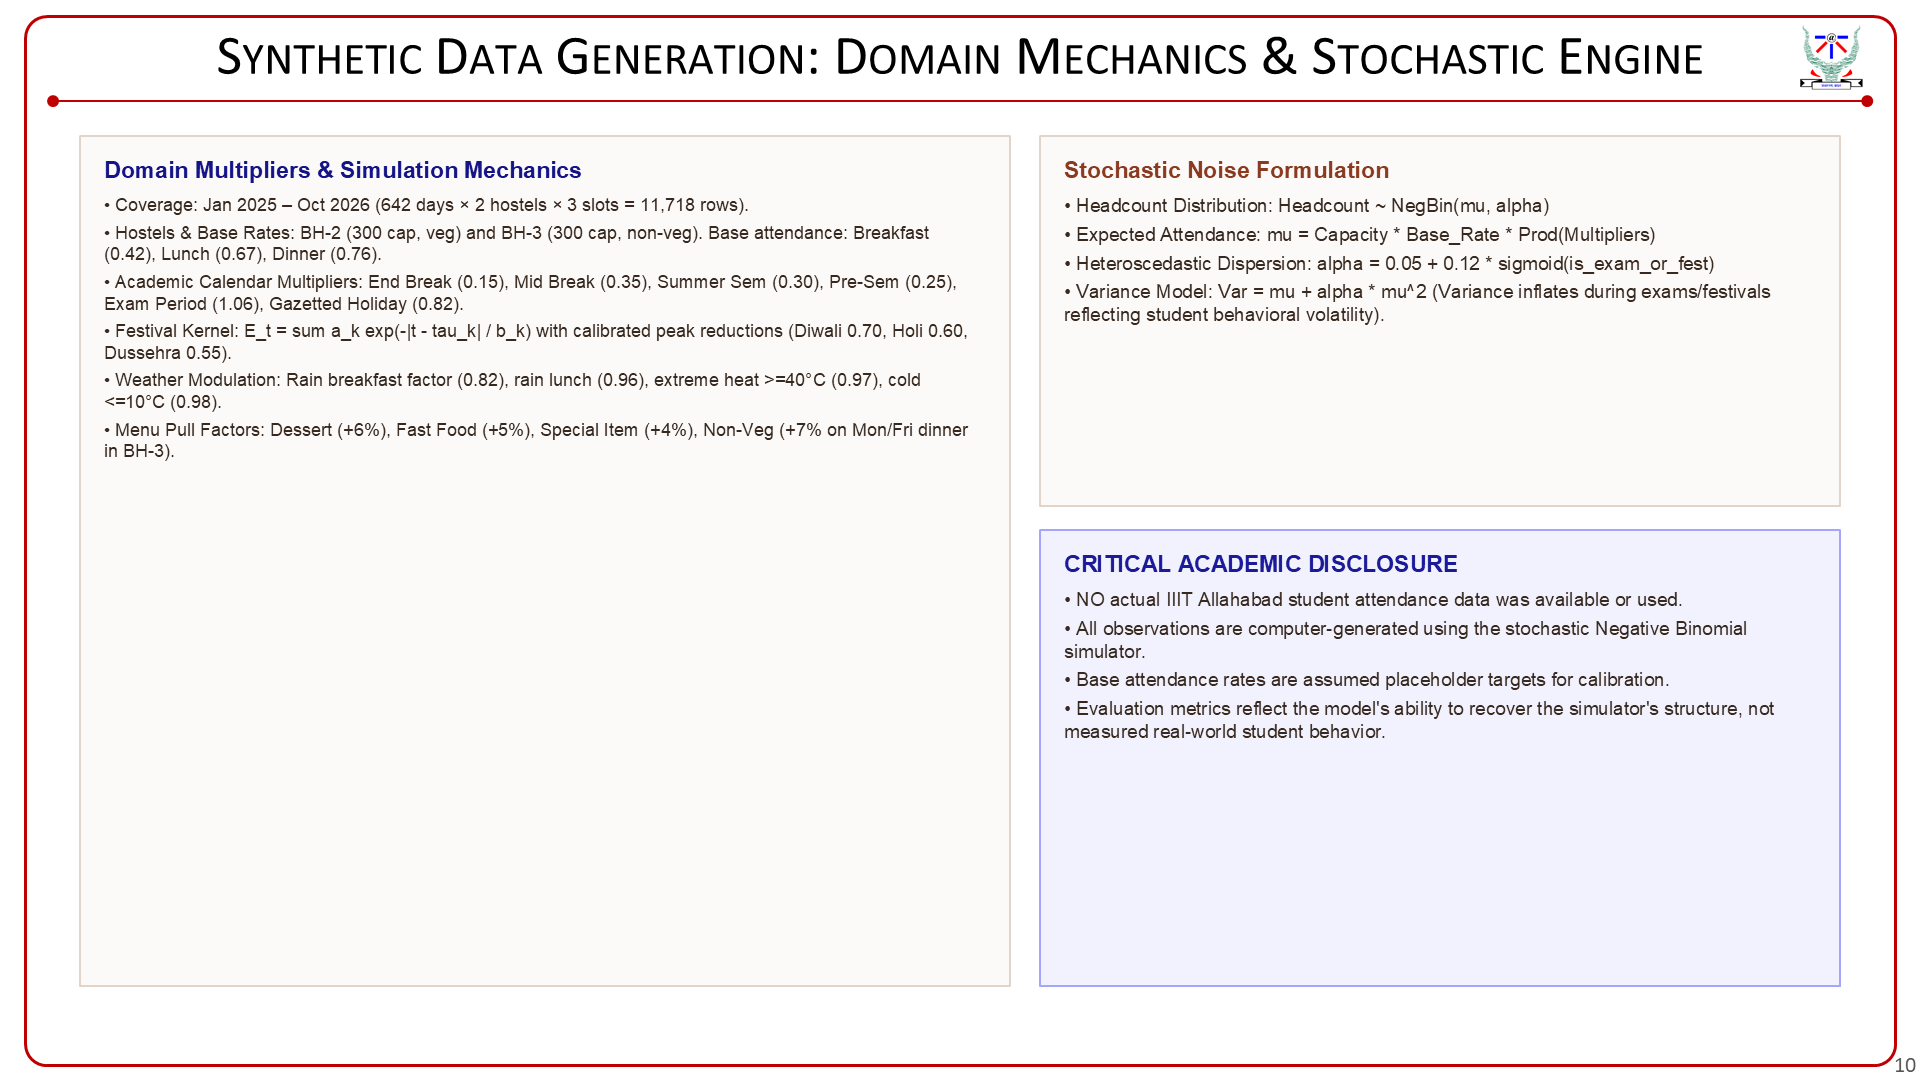 SYNTHETIC DATA GENERATION: DOMAIN MECHANICS & STOCHASTIC ENGINE
Domain Multipliers & Simulation Mechanics
• Coverage: Jan 2025 – Oct 2026 (642 days × 2 hostels × 3 slots = 11,718 rows).
• Hostels & Base Rates: BH-2 (300 cap, veg) and BH-3 (300 cap, non-veg). Base attendance: Breakfast
(0.42), Lunch (0.67), Dinner (0.76).
• Academic Calendar Multipliers: End Break (0.15), Mid Break (0.35), Summer Sem (0.30), Pre-Sem (0.25),
Exam Period (1.06), Gazetted Holiday (0.82).
• Festival Kernel: E_t = sum a_k exp(-|t - tau_k| / b_k) with calibrated peak reductions (Diwali 0.70, Holi 0.60,
Dussehra 0.55).
• Weather Modulation: Rain breakfast factor (0.82), rain lunch (0.96), extreme heat >=40°C (0.97), cold
<=10°C (0.98).
• Menu Pull Factors: Dessert (+6%), Fast Food (+5%), Special Item (+4%), Non-Veg (+7% on Mon/Fri dinner
in BH-3).
Stochastic Noise Formulation
• Headcount Distribution: Headcount ~ NegBin(mu, alpha)
• Expected Attendance: mu = Capacity * Base_Rate * Prod(Multipliers)
• Heteroscedastic Dispersion: alpha = 0.05 + 0.12 * sigmoid(is_exam_or_fest)
• Variance Model: Var = mu + alpha * mu^2 (Variance inflates during exams/festivals
reflecting student behavioral volatility).
CRITICAL ACADEMIC DISCLOSURE
• NO actual IIIT Allahabad student attendance data was available or used.
• All observations are computer-generated using the stochastic Negative Binomial
simulator.
• Base attendance rates are assumed placeholder targets for calibration.
• Evaluation metrics reflect the model's ability to recover the simulator's structure, not
measured real-world student behavior.
10